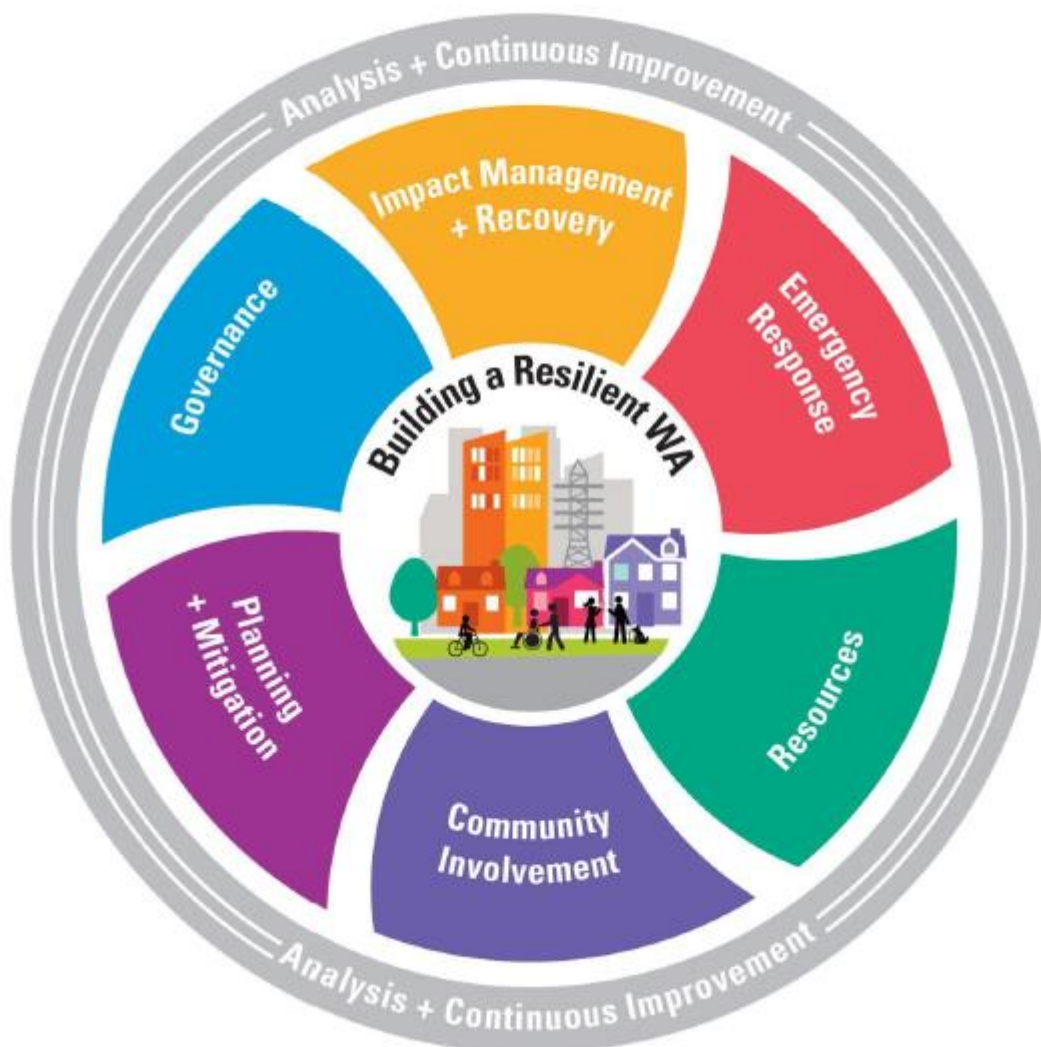 Analysis + Continuous Improvement
Impact Management
+ Recovery
Emergency
Response
Governance
Building a Resilient WA
Planning
+ Mitigation
Resources
Community
Involvement
Analysis + Continuous Improvement